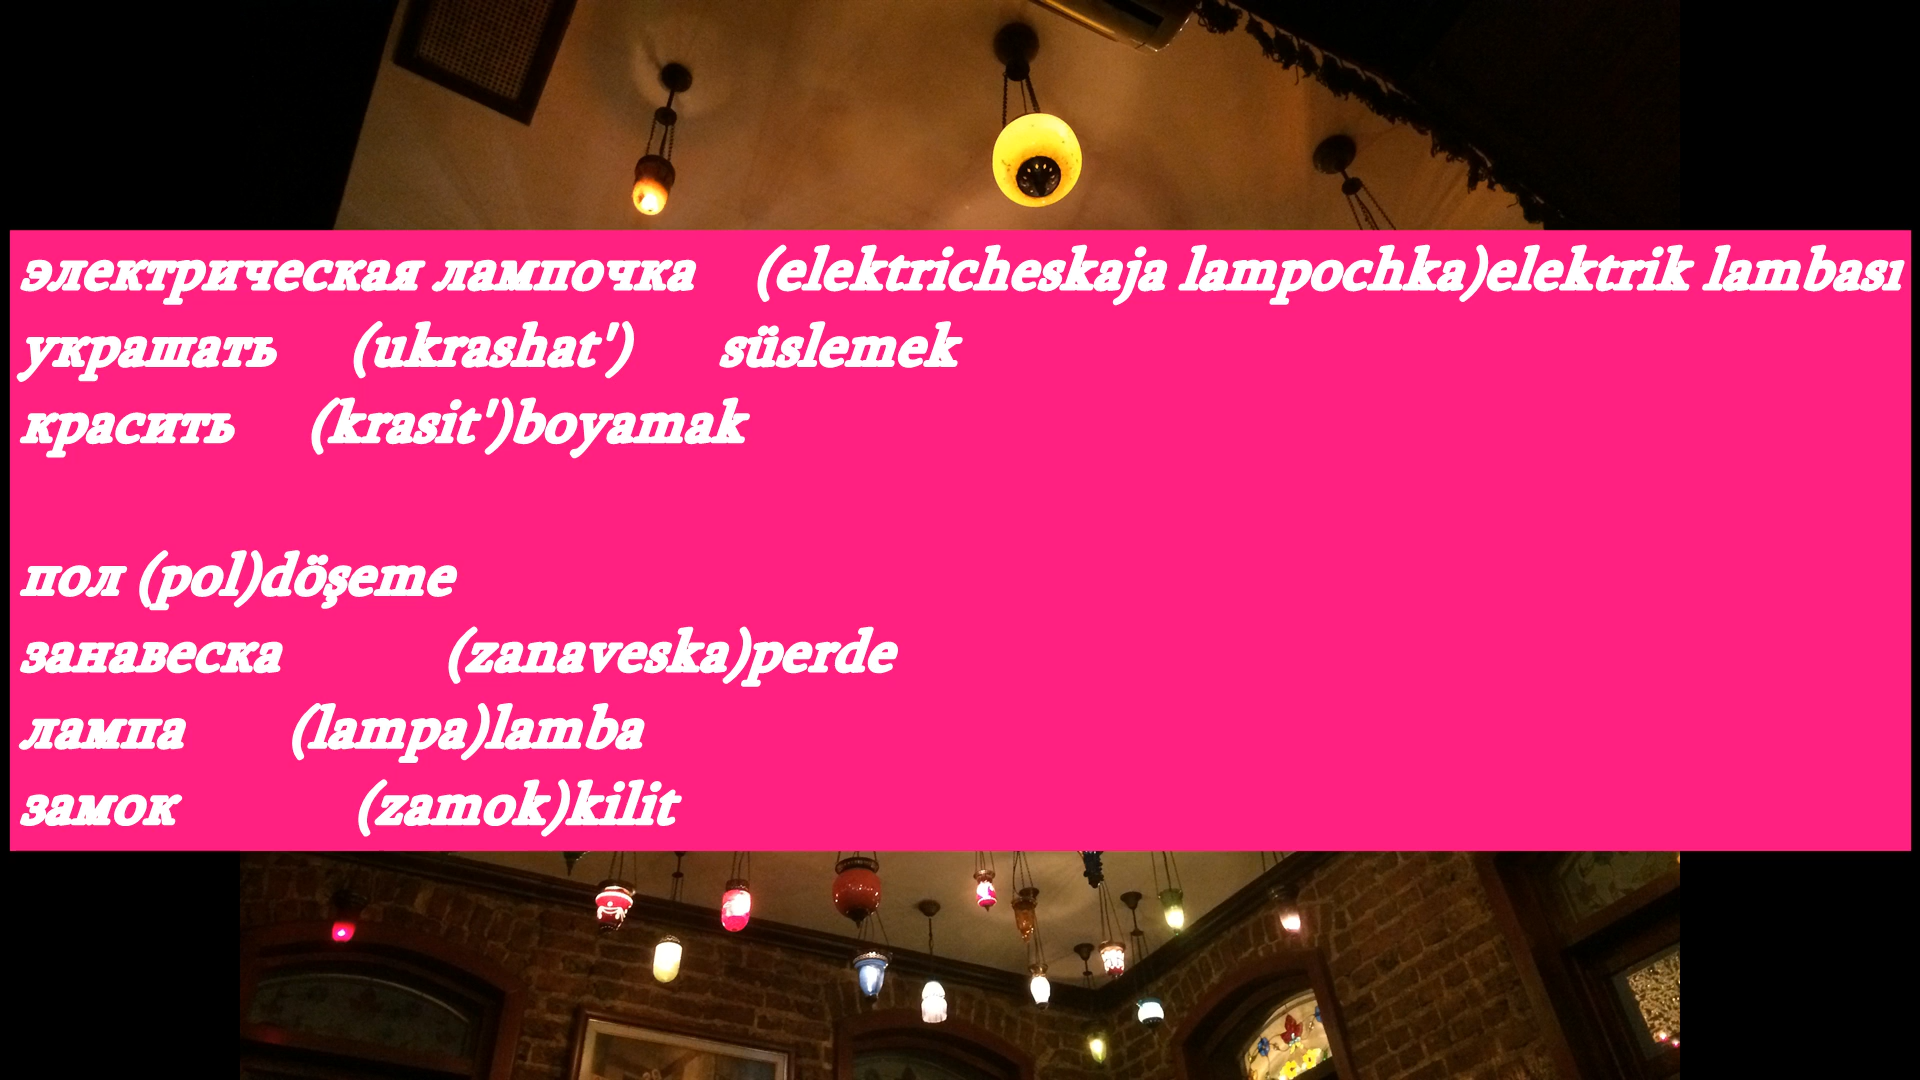 электрическая лампочка (elektricheskaja lampochka)elektrik lambası
украшать (ukrashat') süslemek
красить (krasit')boyamak
пол (pol)döşeme
занавеска (zanaveska)perde
лампа (lampa)lamba
замок (zamok)kilit